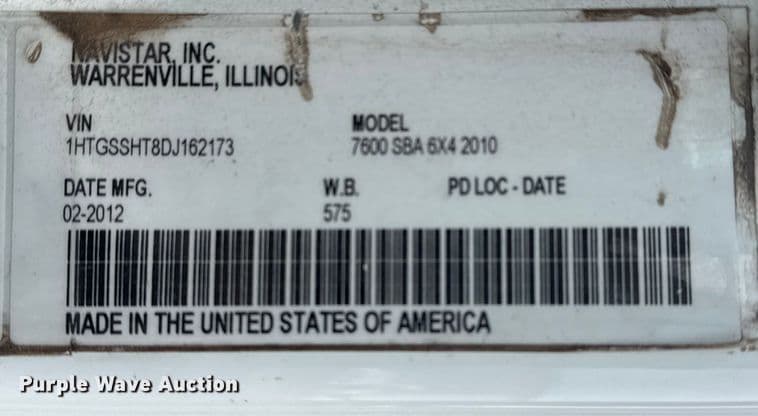 NAVISTAR, INC.
WARRENVILLE, ILLINOIS
VIN MODEL
1HTGSSHT8DJ162173 7600 SBA 6X4 2010
DATE MFG. W.B. PD LOC - DATE
02-2012 575
MADE IN THE UNITED STATES OF AMERICA
Purple Wave Auction